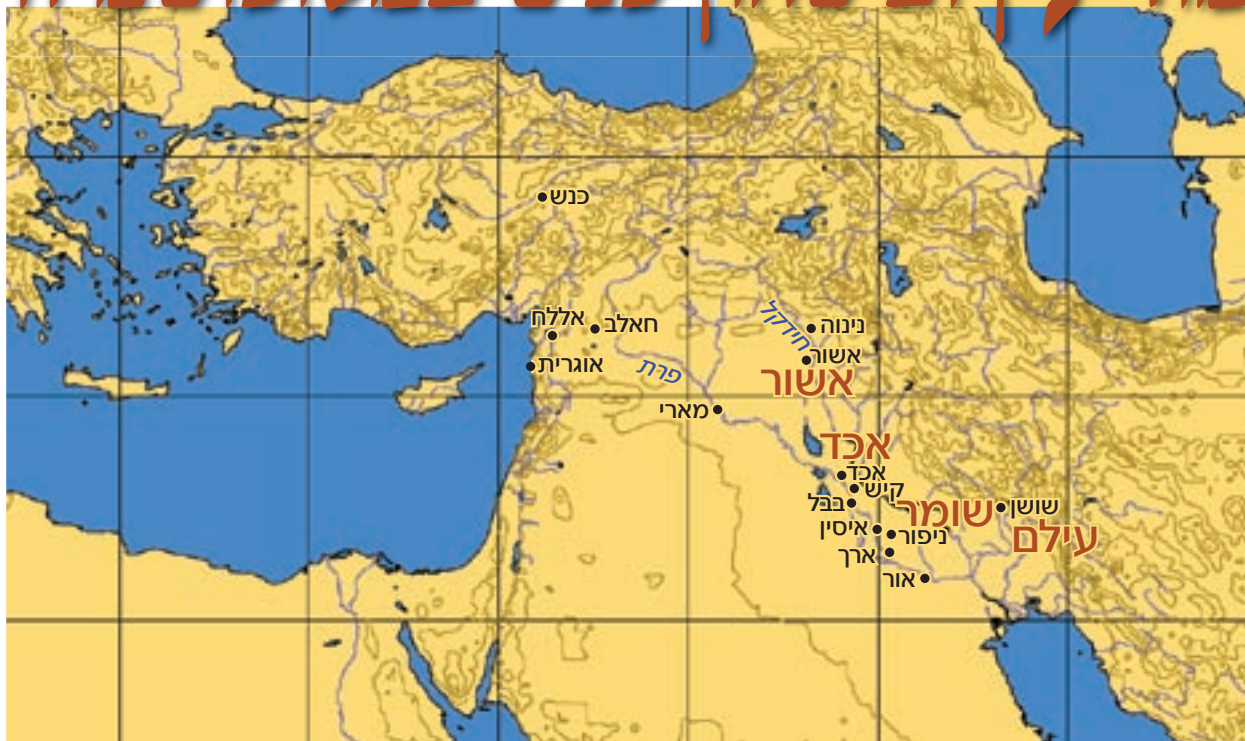 כנש
אללח
חאלב
אוגרית
פרת
מארי
חידקל
נינוה
אשור
אשור
אכד
אכד
קיש
בבל
שומר
איסין
ניפור
ארך
אור
שושן
עילם